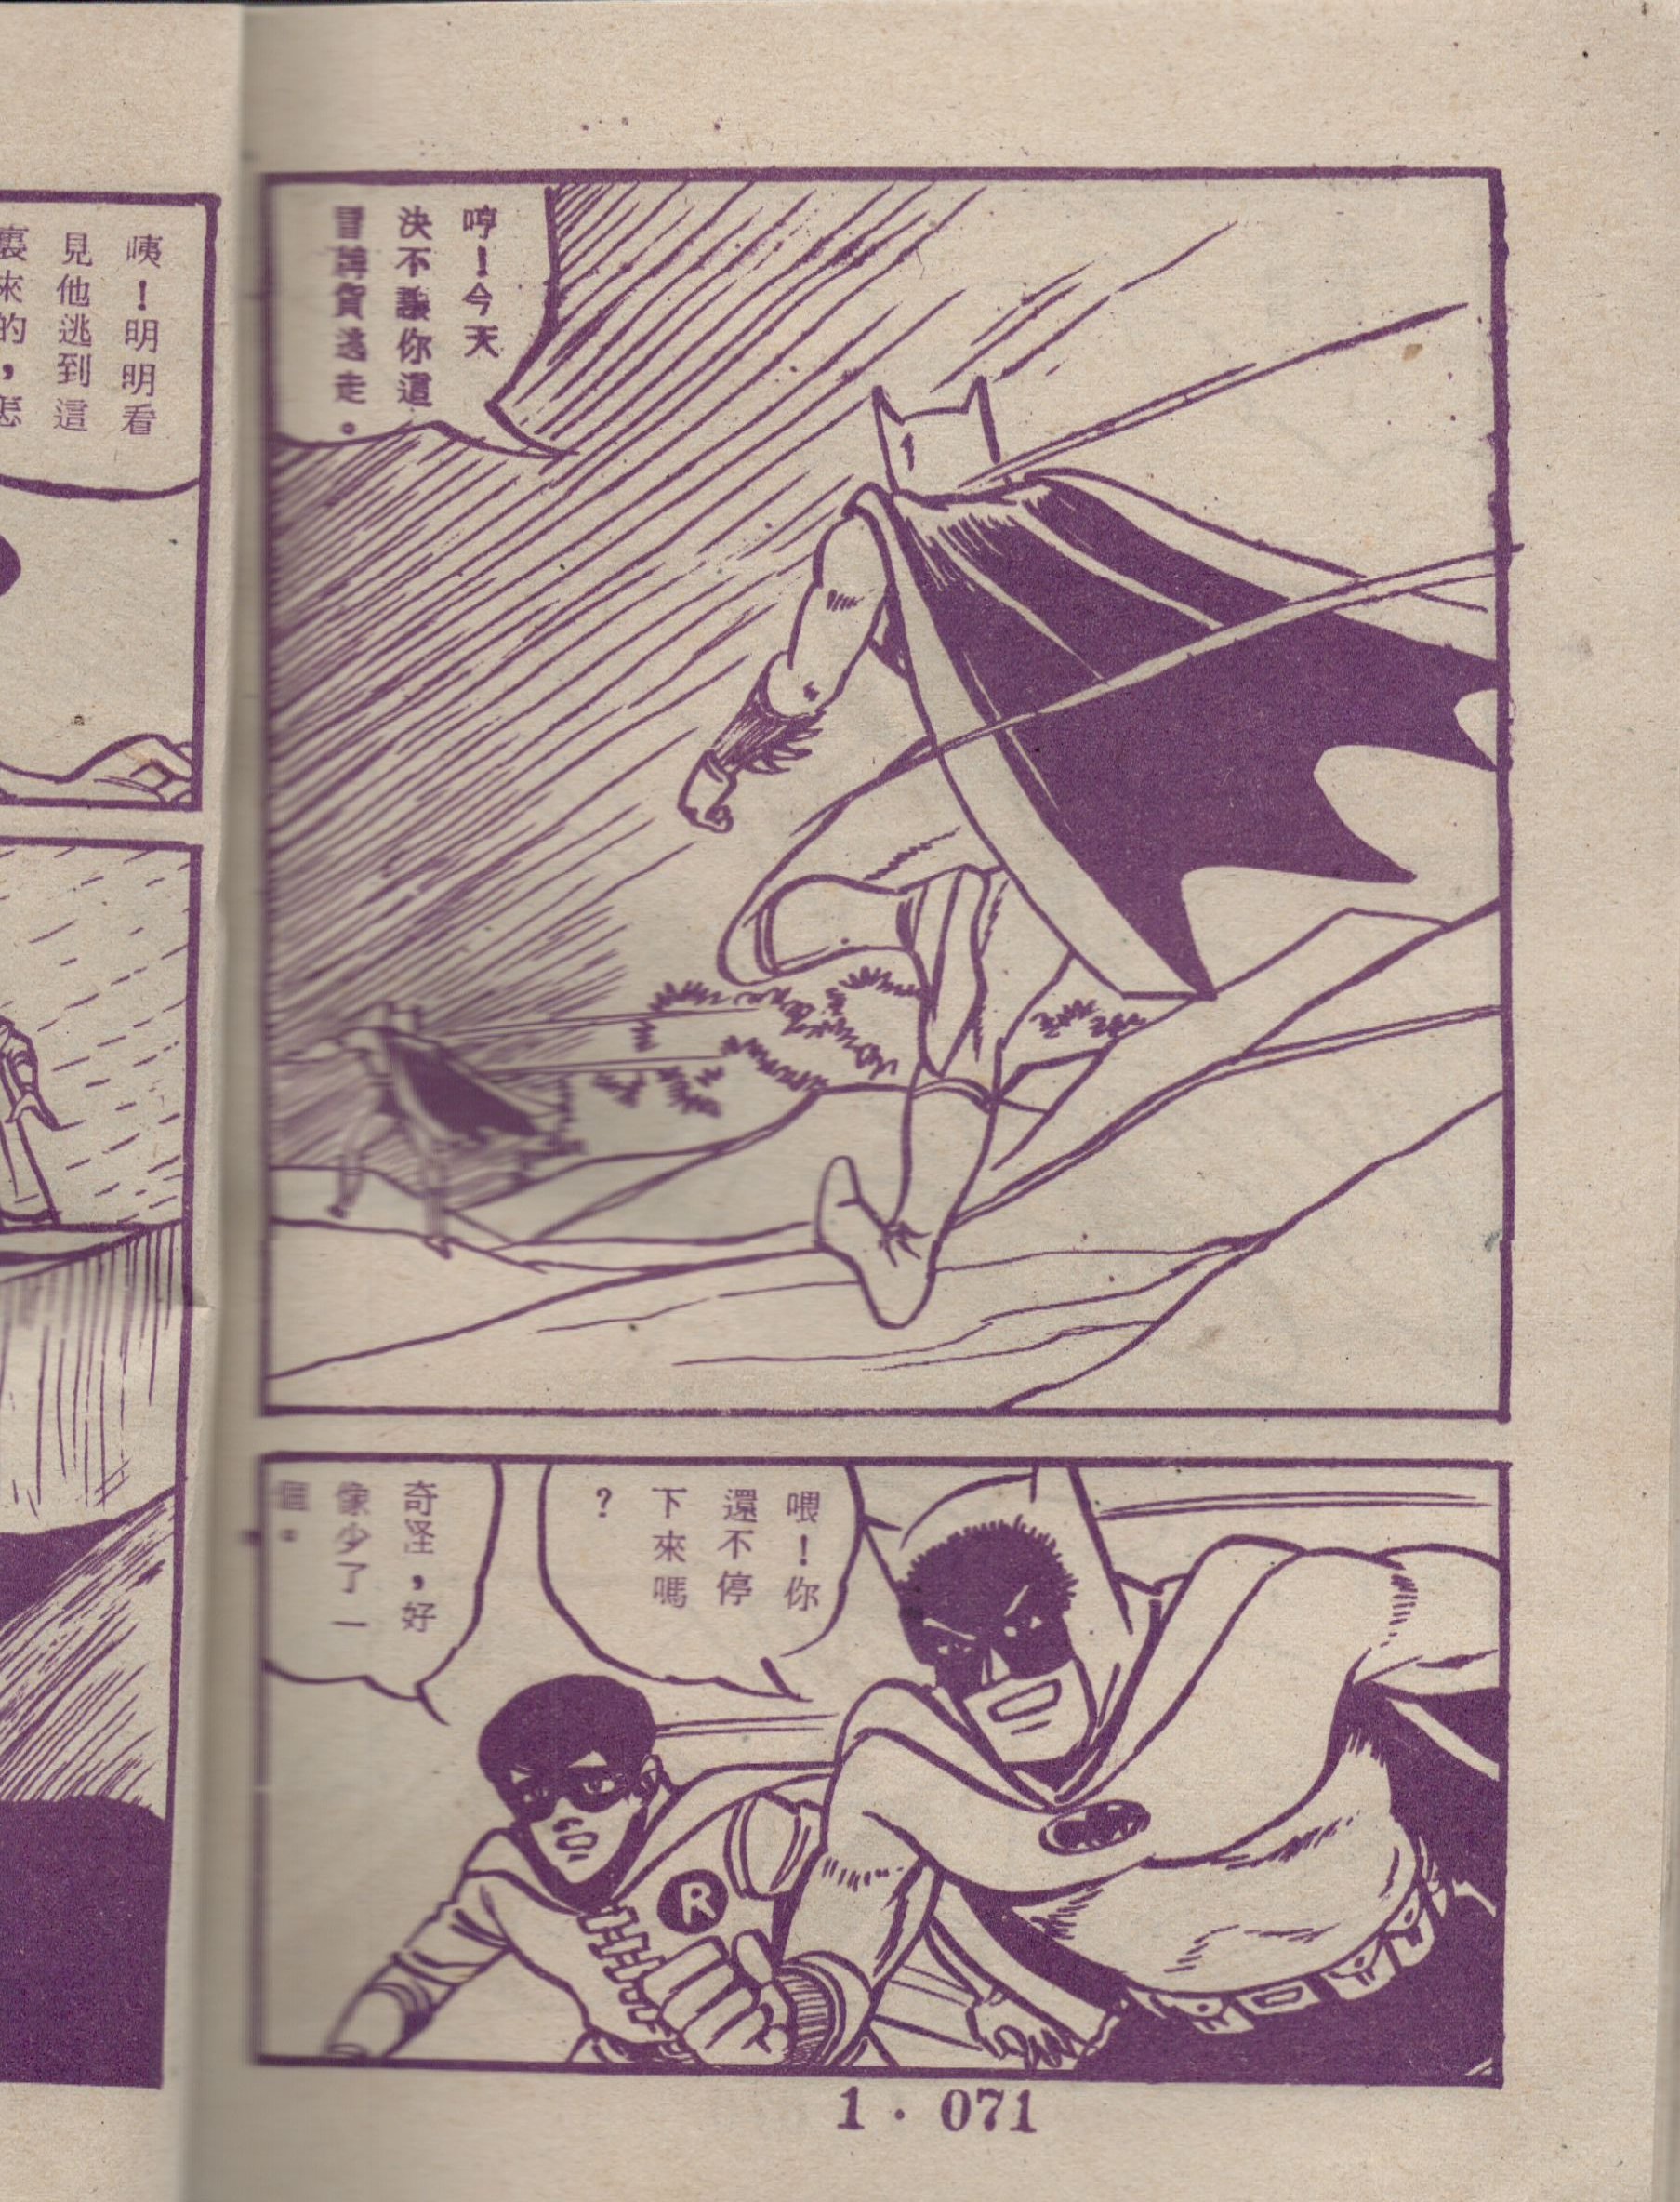 哼！今天
決不讓你這
冒牌貨逃走。
喂！你
還不停
下來嗎
？
奇怪，好
像少了一
個。
R
1・071
咦！明明看
見他逃到這
裏來的，怎